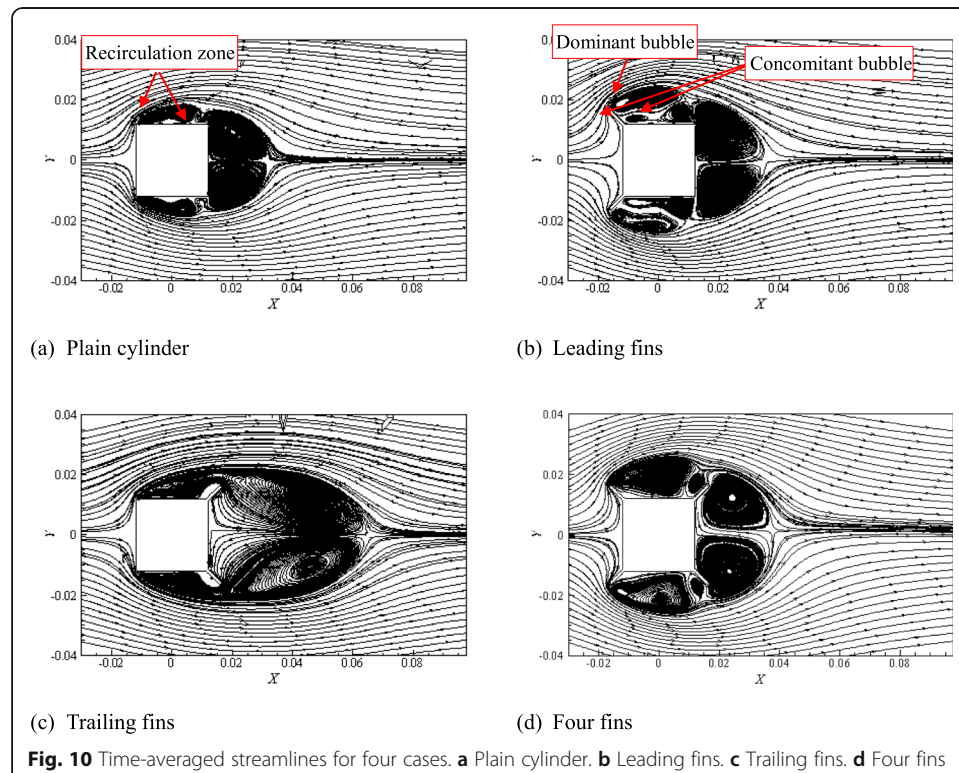 0.04
Recirculation zone
0.02
Y
0
-0.02
-0.04
-0.02
0
0.02
0.04
0.06
0.08
X
(a) Plain cylinder
0.04
Dominant bubble
Concomitant bubble
0.02
Y
0
-0.02
-0.04
-0.02
0
0.02
0.04
0.06
0.08
X
(b) Leading fins
0.04
0.02
Y
0
-0.02
-0.04
-0.02
0
0.02
0.04
0.06
0.08
X
(c) Trailing fins
0.04
0.02
Y
0
-0.02
-0.04
-0.02
0
0.02
0.04
0.06
0.08
X
(d) Four fins
Fig. 10 Time-averaged streamlines for four cases. a Plain cylinder. b Leading fins. c Trailing fins. d Four fins